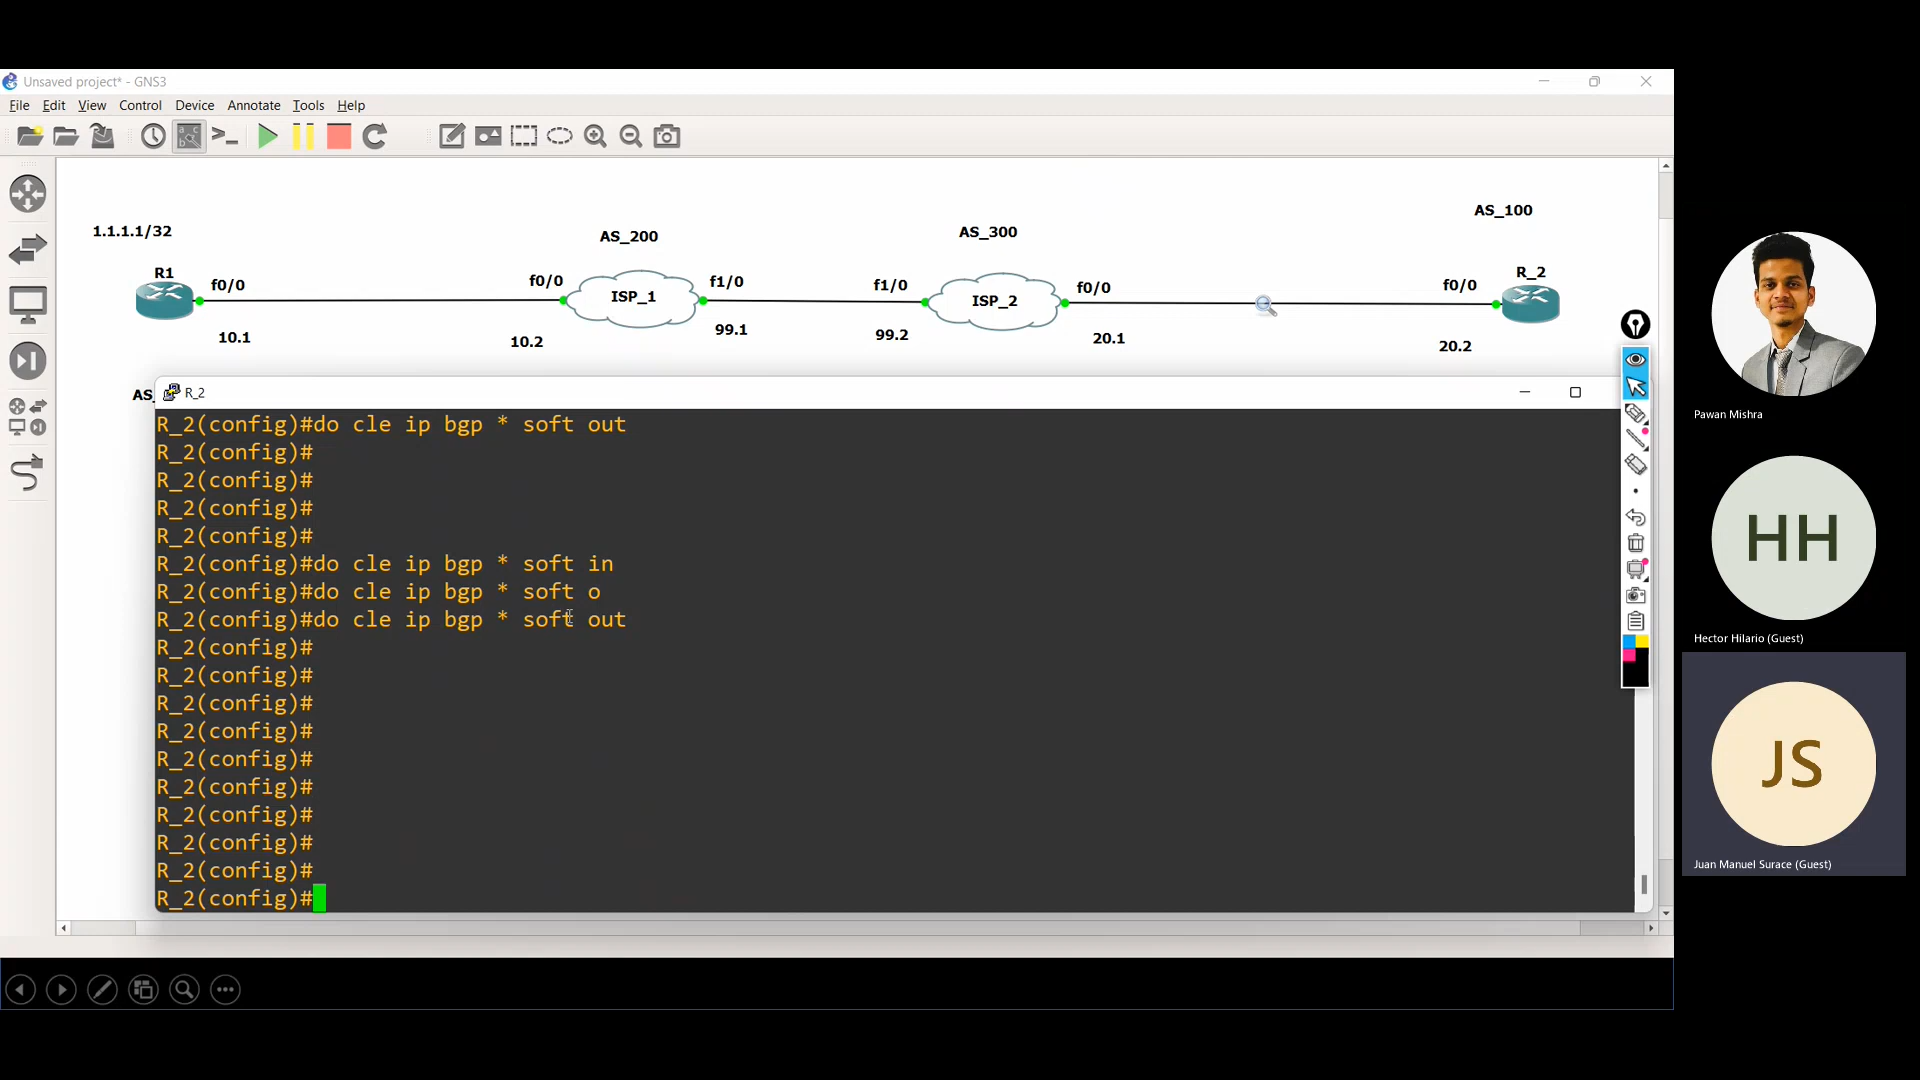 Unsaved project* - GNS3
File Edit View Control Device Annotate Tools Help
AS_100
1.1.1.1/32
AS_200
AS_300
R1
f0/0
f0/0
ISP_1
f1/0
f1/0
ISP_2
f0/0
f0/0
R_2
10.1
10.2
99.1
99.2
20.1
20.2
AS_
R_2
R_2(config)#do cle ip bgp * soft out
R_2(config)#
R_2(config)#
R_2(config)#
R_2(config)#
R_2(config)#do cle ip bgp * soft in
R_2(config)#do cle ip bgp * soft o
R_2(config)#do cle ip bgp * soft out
R_2(config)#
R_2(config)#
R_2(config)#
R_2(config)#
R_2(config)#
R_2(config)#
R_2(config)#
R_2(config)#
R_2(config)#
R_2(config)#
Pawan Mishra
HH
Hector Hilario (Guest)
JS
Juan Manuel Surace (Guest)